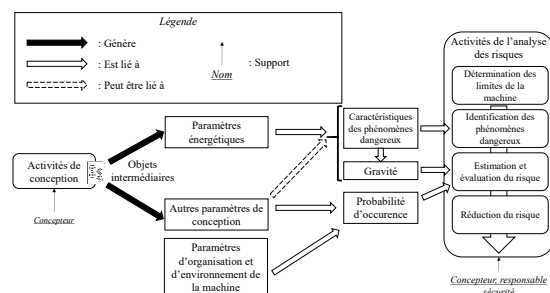 Légende
: Génère
: Est lié à
: Peut être lié à
Nom
: Support
Activités de l'analyse
des risques
Détermination des
limites de la
machine
Identification des
phénomènes
dangereux
Estimation et
évaluation du risque
Réduction du risque
Concepteur, responsable
sécurité
Caractéristiques
des phénomènes
dangereux
Gravité
Probabilité
d'occurence
Paramètres
énergétiques
Activités de
conception
Objets
intermédiaires
Concepteur
Autres paramètres de
conception
Paramètres
d'organisation et
d'environnement de
la machine